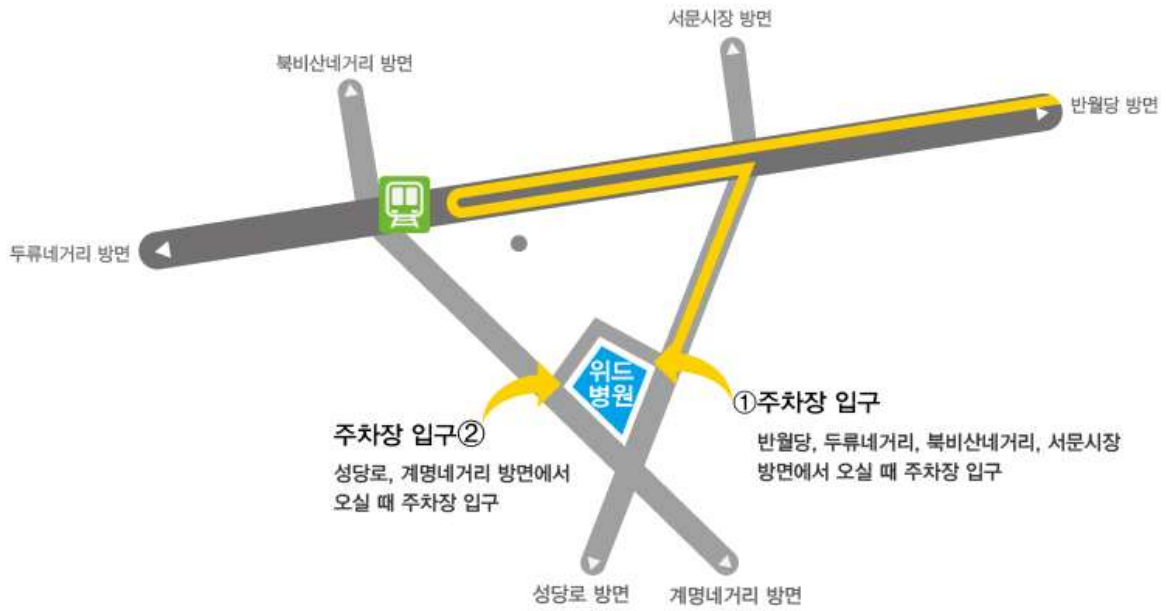 서문시장 방면
북비산네거리 방면
반월당 방면
두류네거리 방면
위드
병원
①주차장 입구
반월당, 두류네거리, 북비산네거리, 서문시장
방면에서 오실 때 주차장 입구
주차장 입구②
성당로, 계명네거리 방면에서
오실 때 주차장 입구
성당로 방면
계명네거리 방면